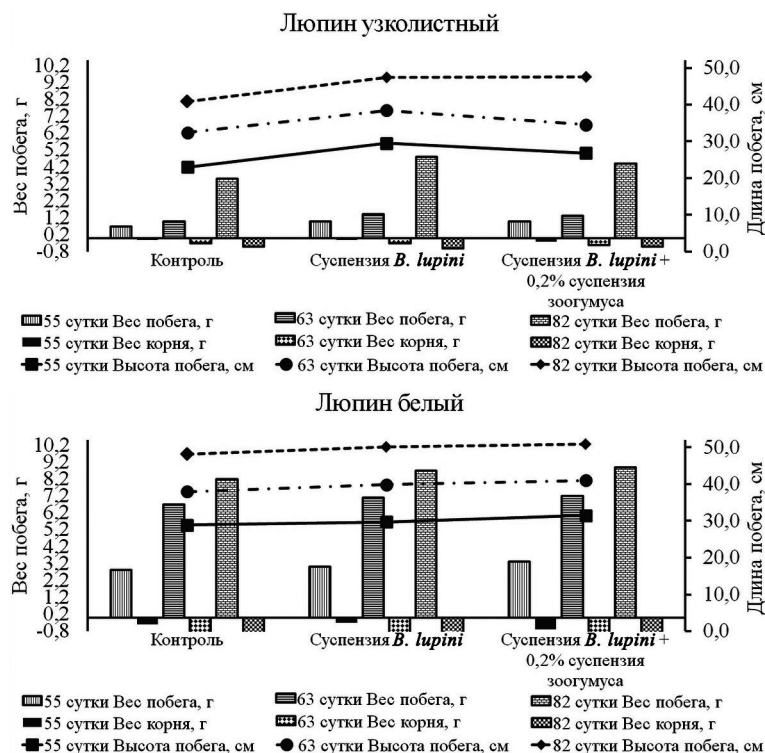 Люпин узколистный
10,2
9,2
8,2
7,2
6,2
5,2
4,2
3,2
2,2
1,2
0,2
-0,8
Вес побега, г
50,0
40,0
30,0
20,0
10,0
0,0
Длина побега, см
Контроль
Суспензия B. lupini
Суспензия B. lupini +
0,2% суспензия
зоогумуса
55 сутки Вес побега, г
63 сутки Вес побега, г
82 сутки Вес побега, г
55 сутки Вес корня, г
63 сутки Вес корня, г
82 сутки Вес корня, г
55 сутки Высота побега, см
63 сутки Высота побега, см
82 сутки Высота побега, см
Люпин белый
10,2
9,2
8,2
7,2
6,2
5,2
4,2
3,2
2,2
1,2
0,2
-0,8
Вес побега, г
50,0
40,0
30,0
20,0
10,0
0,0
Длина побега, см
Контроль
Суспензия B. lupini
Суспензия B. lupini +
0,2% суспензия
зоогумуса
55 сутки Вес побега, г
63 сутки Вес побега, г
82 сутки Вес побега, г
55 сутки Вес корня, г
63 сутки Вес корня, г
82 сутки Вес корня, г
55 сутки Высота побега, см
63 сутки Высота побега, см
82 сутки Высота побега, см